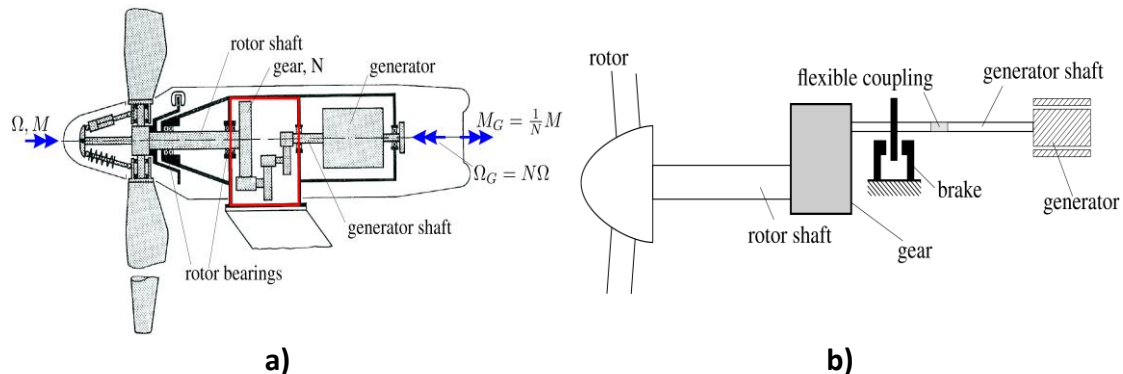 rotor shaft
gear, N
generator
Ω, M
M_G = \frac{1}{N}M
Ω_G = NΩ
generator shaft
rotor bearings
a)
rotor
flexible coupling
generator shaft
brake
generator
rotor shaft
gear
b)